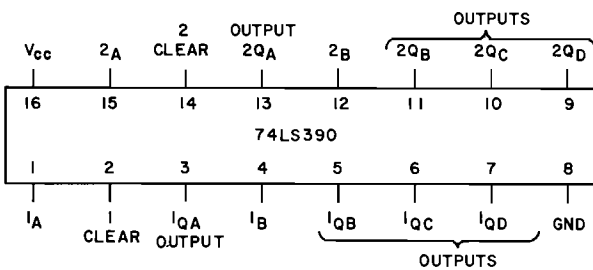 OUTPUTS
2 OUTPUT
Vcc 2A CLEAR 2QA 2B 2QB 2QC 2QD
16 15 14 13 12 11 10 9
74LS390
1 2 3 4 5 6 7 8
1A 1 1QA 1B 1QB 1QC 1QD GND
CLEAR OUTPUT
OUTPUTS